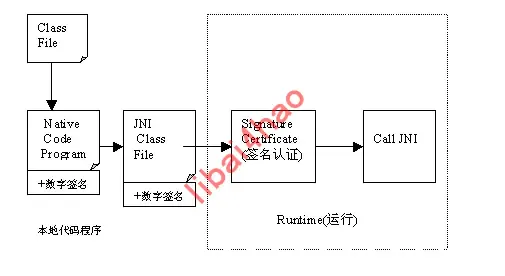 Class
File
Native
Code
Program
+数字签名
本地代码程序
JNI
Class
File
+数字签名
Signature
Certificate
(签名认证)
Call JNI
Runtime(运行)
libai4hao